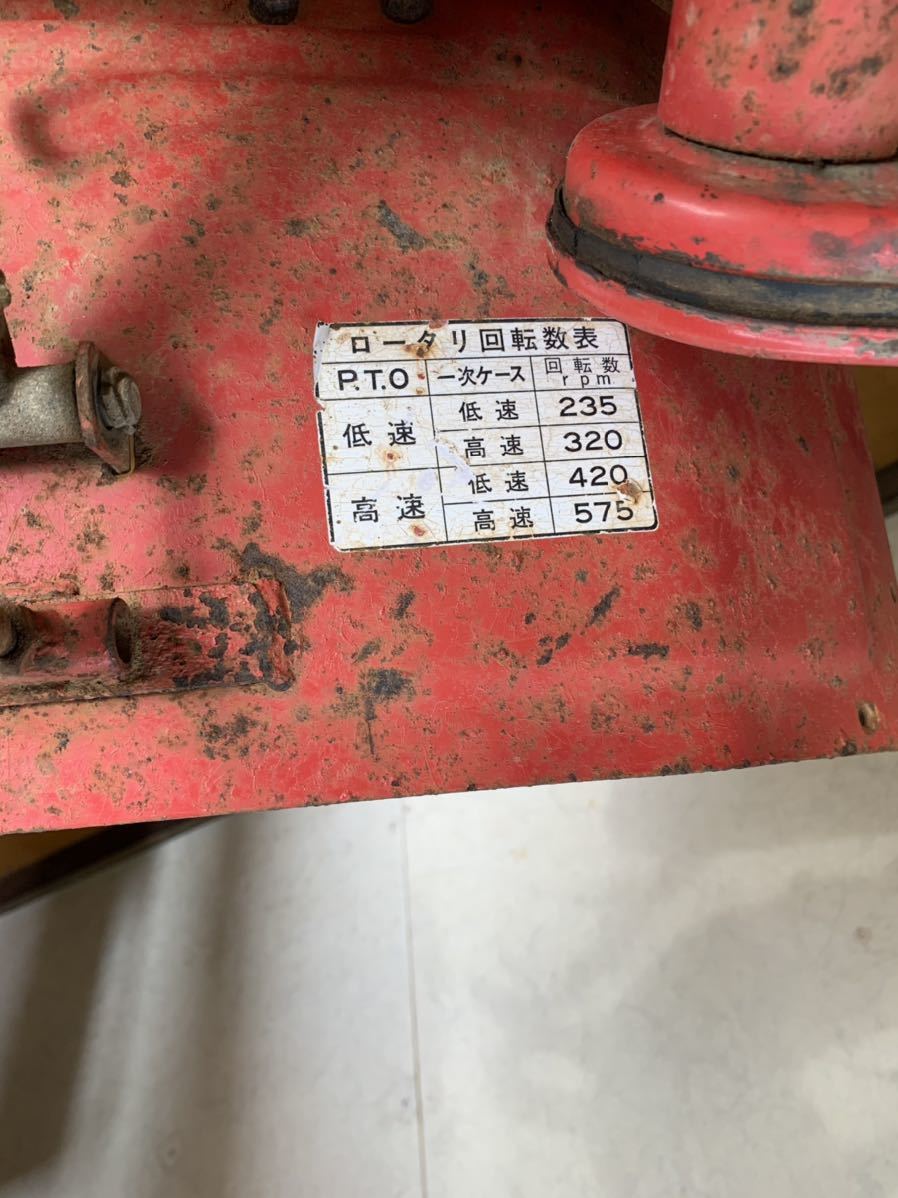 ロータリ回転数表
P.T.O 一次ケース 回転数 rpm
低速 低速 235
高速 320
高速 低速 420
高速 575